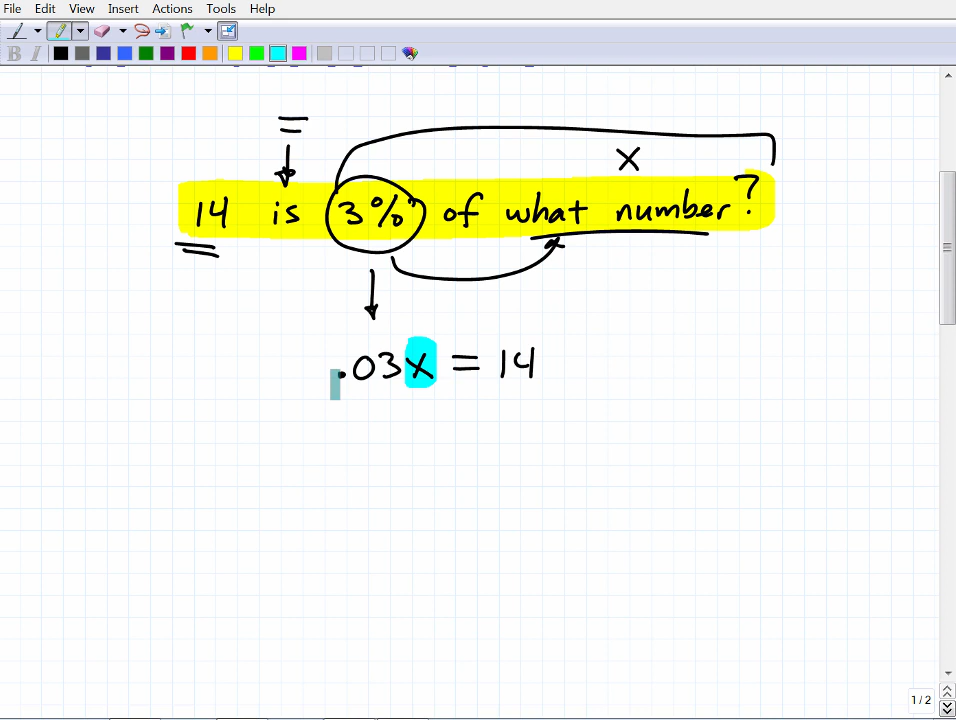 File Edit View Insert Actions Tools Help
B I
=
x
14 is 3% of what number?
.03x = 14
1 / 2